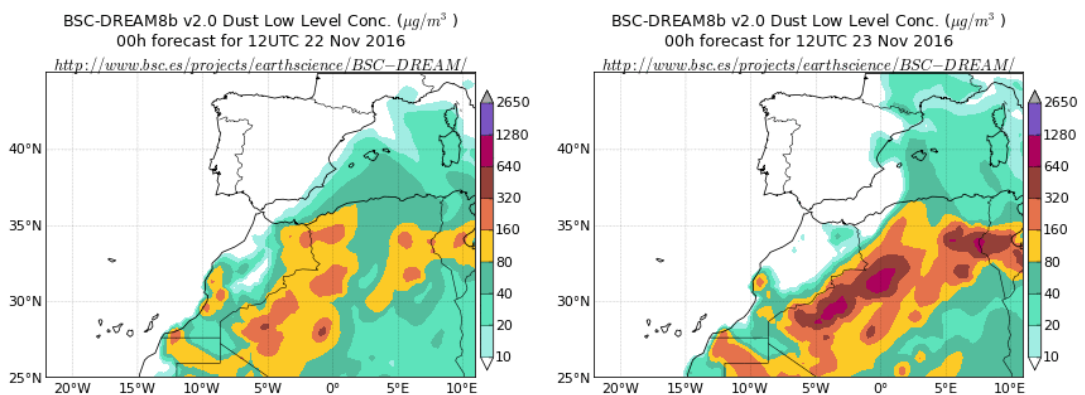 BSC-DREAM8b v2.0 Dust Low Level Conc. (μg/m³ )
00h forecast for 12UTC 22 Nov 2016
http://www.bsc.es/projects/earthscience/BSC−DREAM/
40°N
35°N
30°N
25°N
20°W 15°W 10°W 5°W 0° 5°E 10°E
2650
1280
640
320
160
80
40
20
10
BSC-DREAM8b v2.0 Dust Low Level Conc. (μg/m³ )
00h forecast for 12UTC 23 Nov 2016
http://www.bsc.es/projects/earthscience/BSC−DREAM/
40°N
35°N
30°N
25°N
20°W 15°W 10°W 5°W 0° 5°E 10°E
2650
1280
640
320
160
80
40
20
10